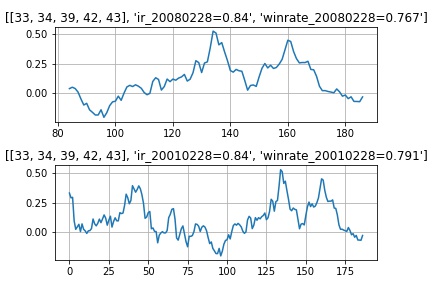 [[33, 34, 39, 42, 43], 'ir_20080228=0.84', 'winrate_20080228=0.767']
0.50
0.25
0.00
80 100 120 140 160 180
[[33, 34, 39, 42, 43], 'ir_20010228=0.84', 'winrate_20010228=0.791']
0.50
0.25
0.00
0 25 50 75 100 125 150 175